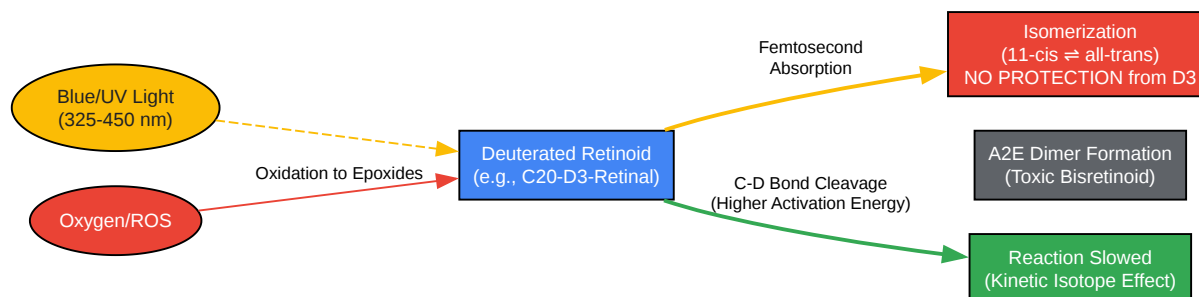 Blue/UV Light
(325-450 nm)
Oxygen/ROS
Oxidation to Epoxides
Deuterated Retinoid
(e.g., C20-D3-Retinal)
Femtosecond
Absorption
C-D Bond Cleavage
(Higher Activation Energy)
Isomerization
(11-cis ⇌ all-trans)
NO PROTECTION from D3
A2E Dimer Formation
(Toxic Bisretinoid)
Reaction Slowed
(Kinetic Isotope Effect)